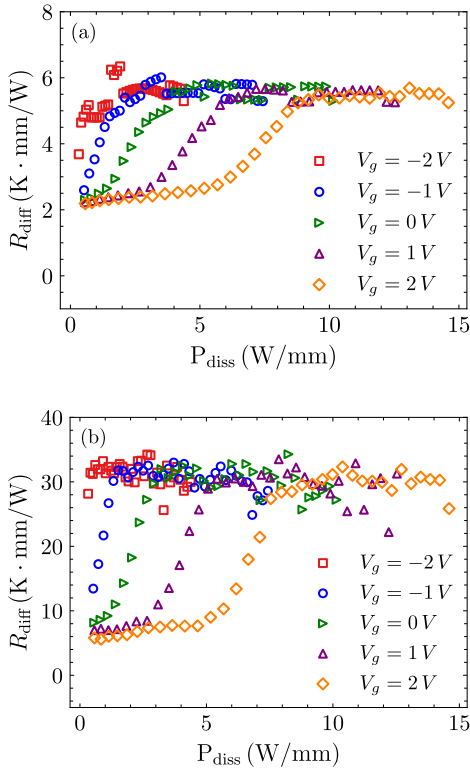 (a)
8
6
4
2
0
R_diff (K · mm/W)
V_g = −2 V
V_g = −1 V
V_g = 0 V
V_g = 1 V
V_g = 2 V
0 5 10 15
P_diss (W/mm)
(b)
40
30
20
10
0
R_diff (K · mm/W)
V_g = −2 V
V_g = −1 V
V_g = 0 V
V_g = 1 V
V_g = 2 V
0 5 10 15
P_diss (W/mm)